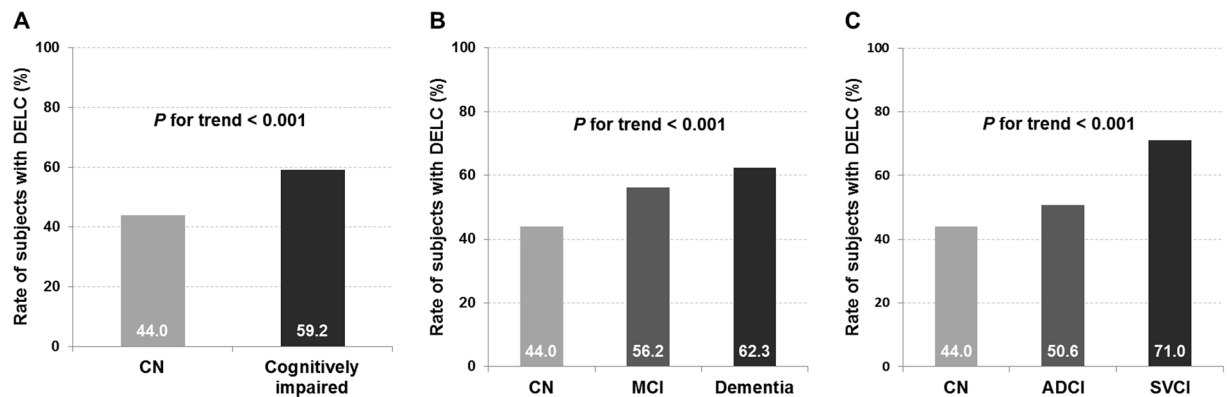 A
Rate of subjects with DELC (%)
100
80
60
40
20
0
P for trend < 0.001
44.0
59.2
CN
Cognitively
impaired
B
Rate of subjects with DELC (%)
100
80
60
40
20
0
P for trend < 0.001
44.0
56.2
62.3
CN
MCI
Dementia
C
Rate of subjects with DELC (%)
100
80
60
40
20
0
P for trend < 0.001
44.0
50.6
71.0
CN
ADCI
SVCI